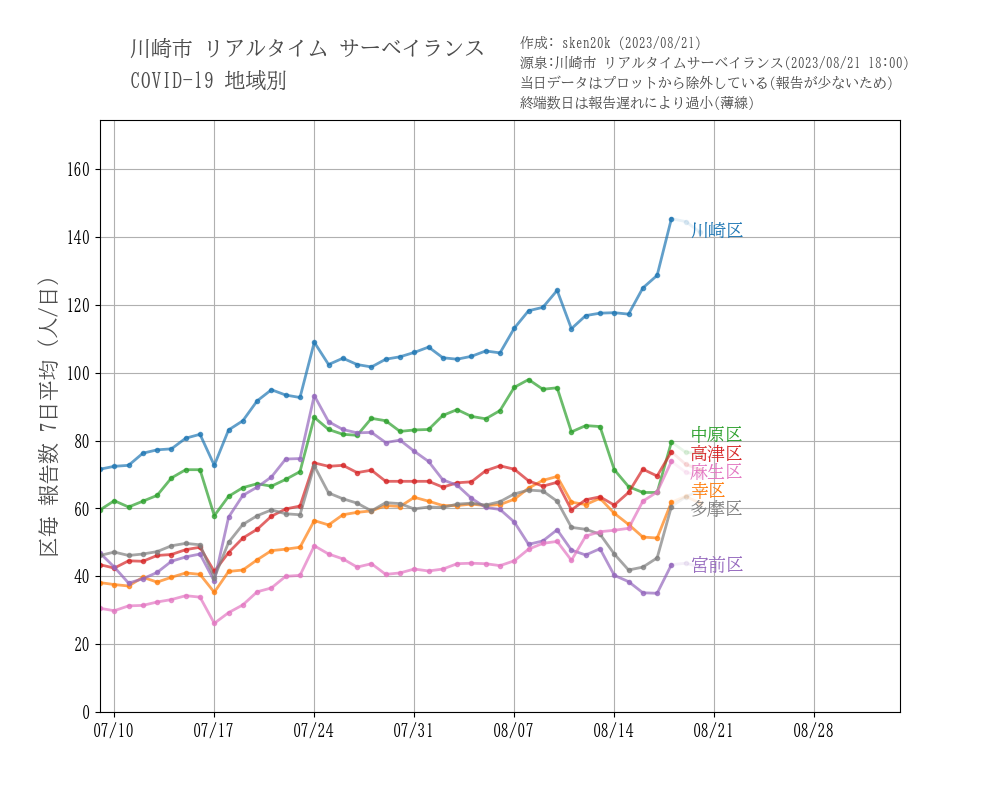 川崎市 リアルタイム サーベイランス
COVID-19 地域別
作成: sken20k (2023/08/21)
源泉:川崎市 リアルタイムサーベイランス(2023/08/21 18:00)
当日データはプロットから除外している(報告が少ないため)
終端数日は報告遅れにより過小(薄線)
区毎 報告数 7日平均 (人/日)
160
140
120
100
80
60
40
20
0
川崎区
中原区
高津区
麻生区
幸区
多摩区
宮前区
07/10
07/17
07/24
07/31
08/07
08/14
08/21
08/28